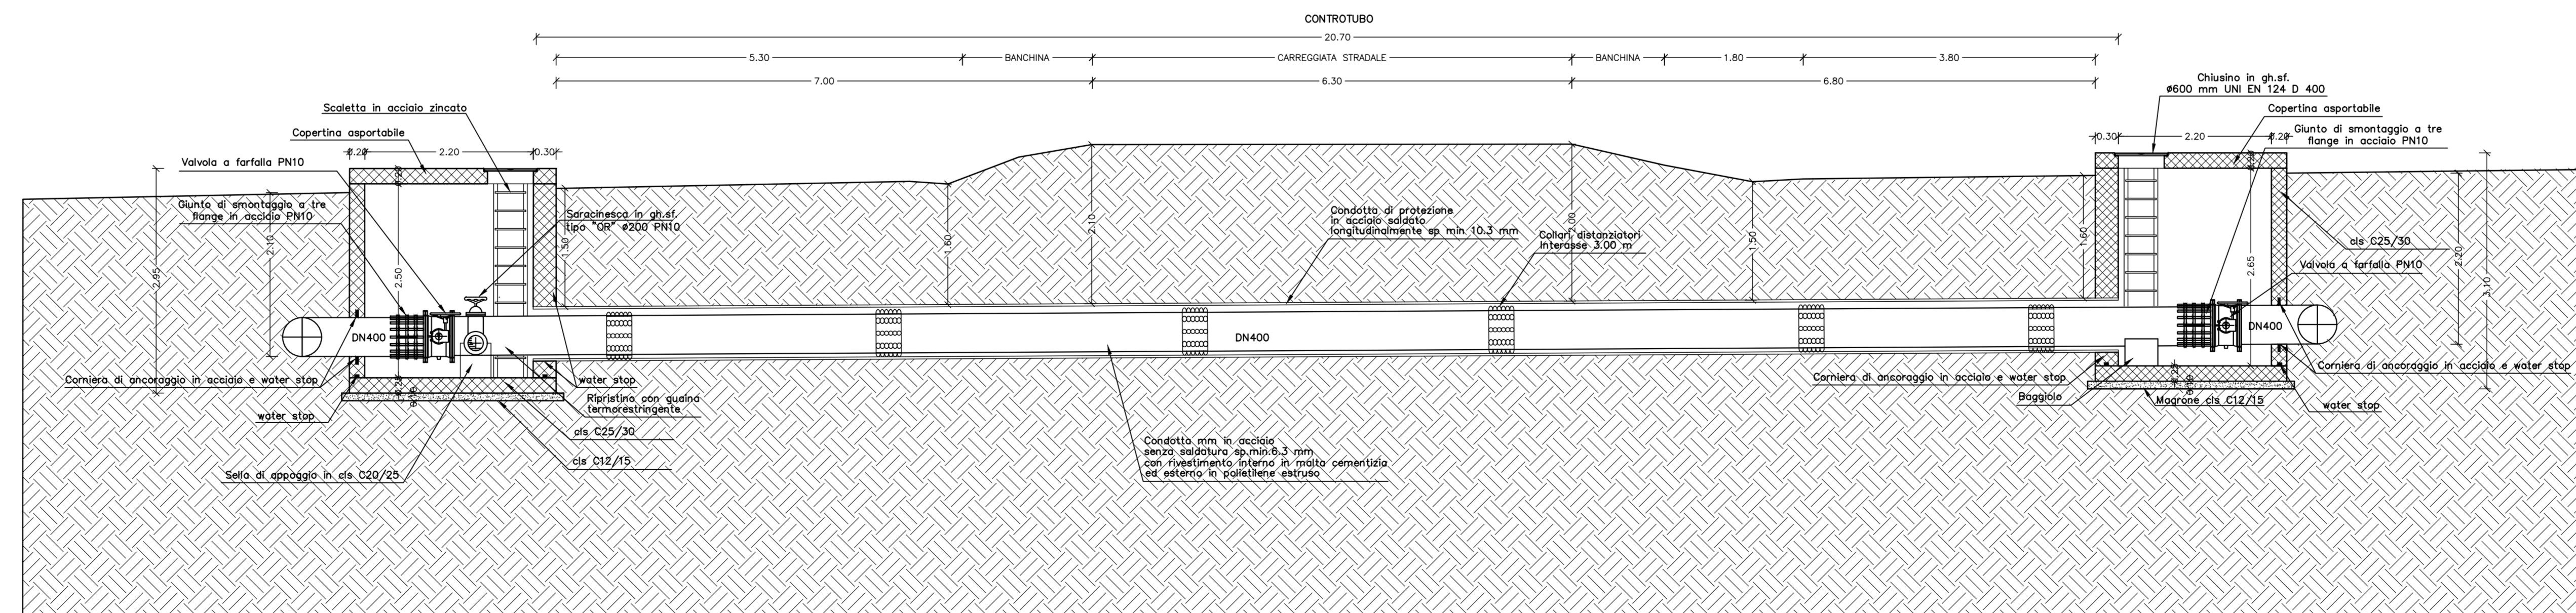 CONTROTUBO
20.70
5.30
BANCHINA
CARREGGIATA STRADALE
BANCHINA
1.80
3.80
7.00
6.30
6.80
Scaletta in acciaio zincato
Copertina asportabile
0.20
2.20
0.30
Valvola a farfalla PN10
Giunto di smontaggio a tre
flange in acciaio PN10
Saracinesca in gh.sf.
tipo "OR" ø200 PN10
0.20
2.95
2.10
2.50
1.50
1.60
2.10
2.00
1.50
1.60
Condotta di protezione
in acciaio saldato
longitudinalmente sp min 10.3 mm
Collari distanziatori
Interasse 3.00 m
Chiusino in gh.sf.
ø600 mm UNI EN 124 D 400
Copertina asportabile
0.30
2.20
0.20
Giunto di smontaggio a tre
flange in acciaio PN10
cls C25/30
Valvola a farfalla PN10
2.65
2.20
3.10
DN400
DN400
DN400
Corniera di ancoraggio in acciaio e water stop
water stop
water stop
Ripristino con guaina
termorestringente
cls C25/30
cls C12/15
Sella di appoggio in cls C20/25
Condotta mm in acciaio
senza saldatura sp.min.6.3 mm
con rivestimento interno in malta cementizia
ed esterno in polietilene estruso
Corniera di ancoraggio in acciaio e water stop
Baggiolo
Magrone cls C12/15
Corniera di ancoraggio in acciaio e water stop
water stop